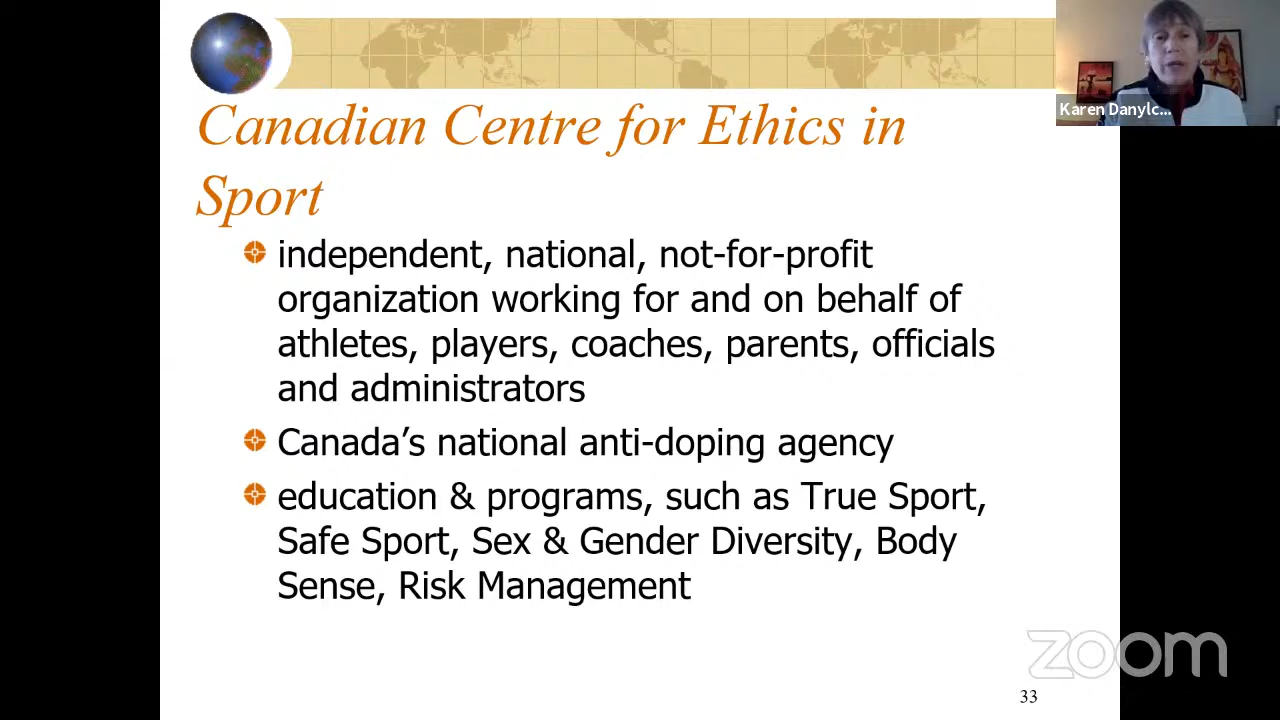 Karen Danylc...
Canadian Centre for Ethics in
Sport
independent, national, not-for-profit
organization working for and on behalf of
athletes, players, coaches, parents, officials
and administrators
Canada’s national anti-doping agency
education & programs, such as True Sport,
Safe Sport, Sex & Gender Diversity, Body
Sense, Risk Management
zoom
33